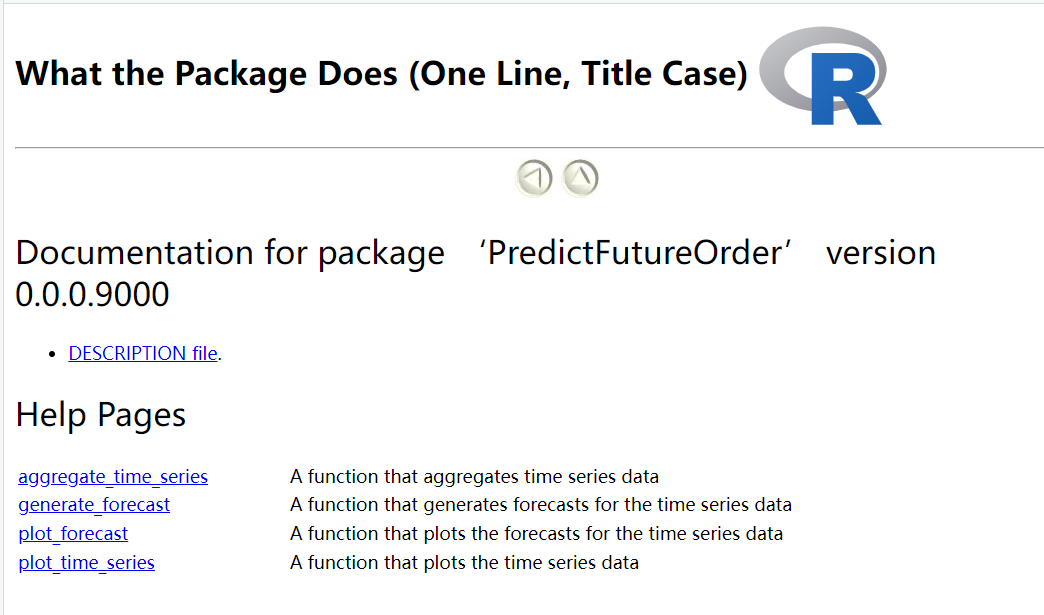 What the Package Does (One Line, Title Case)
R
Documentation for package ‘PredictFutureOrder’ version
0.0.0.9000
• DESCRIPTION file.
Help Pages
aggregate_time_series A function that aggregates time series data
generate_forecast A function that generates forecasts for the time series data
plot_forecast A function that plots the forecasts for the time series data
plot_time_series A function that plots the time series data